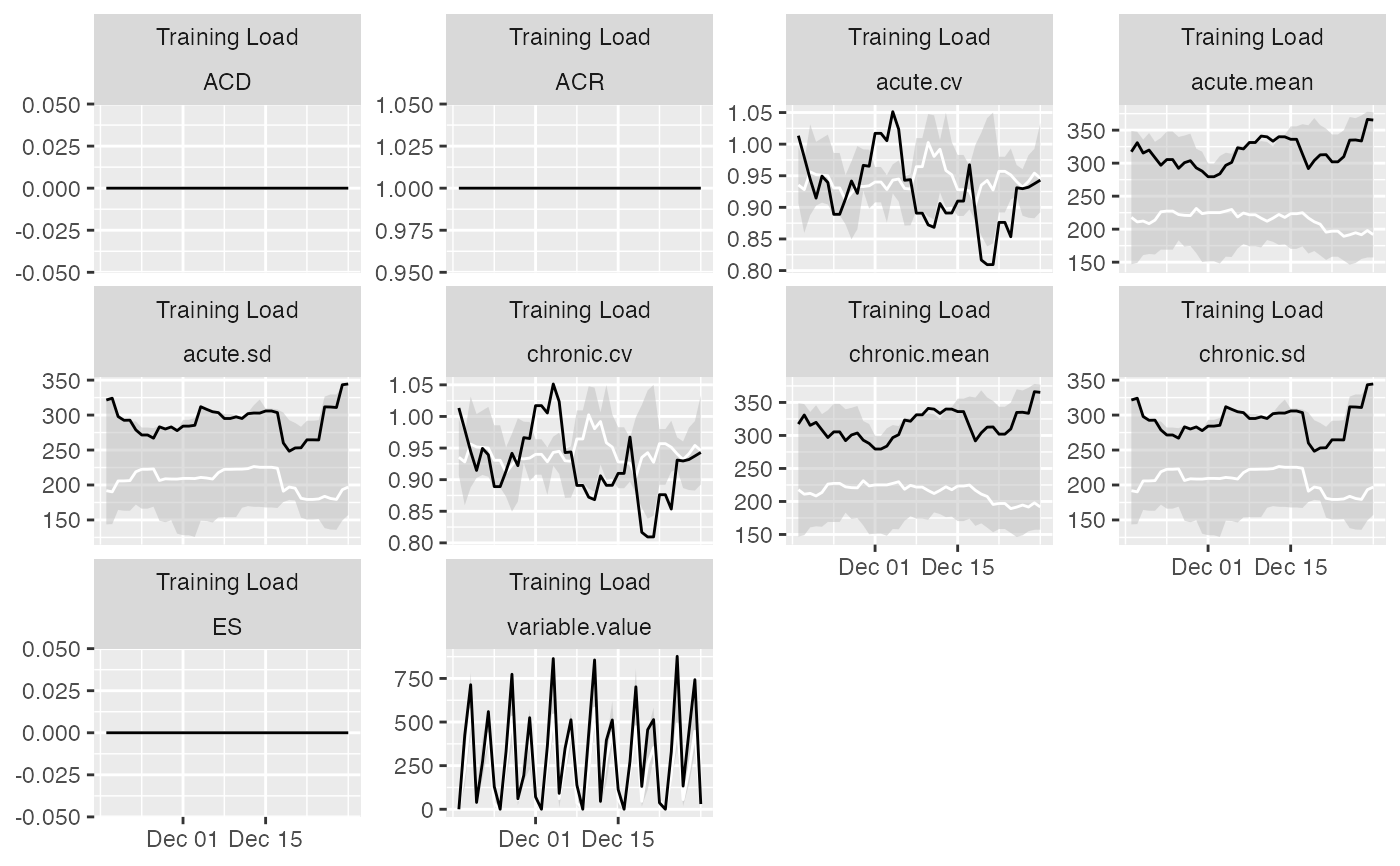 Training Load
ACD
0.050
0.025
0.000
-0.025
-0.050
Training Load
ACR
1.050
1.025
1.000
0.975
0.950
Training Load
acute.cv
1.05
1.00
0.95
0.90
0.85
0.80
Training Load
acute.mean
350
300
250
200
150
Training Load
acute.sd
350
300
250
200
150
Training Load
chronic.cv
1.05
1.00
0.95
0.90
0.85
0.80
Training Load
chronic.mean
350
300
250
200
150
Dec 01 Dec 15
Training Load
chronic.sd
350
300
250
200
150
Dec 01 Dec 15
Training Load
ES
0.050
0.025
0.000
-0.025
-0.050
Dec 01 Dec 15
Training Load
variable.value
750
500
250
0
Dec 01 Dec 15